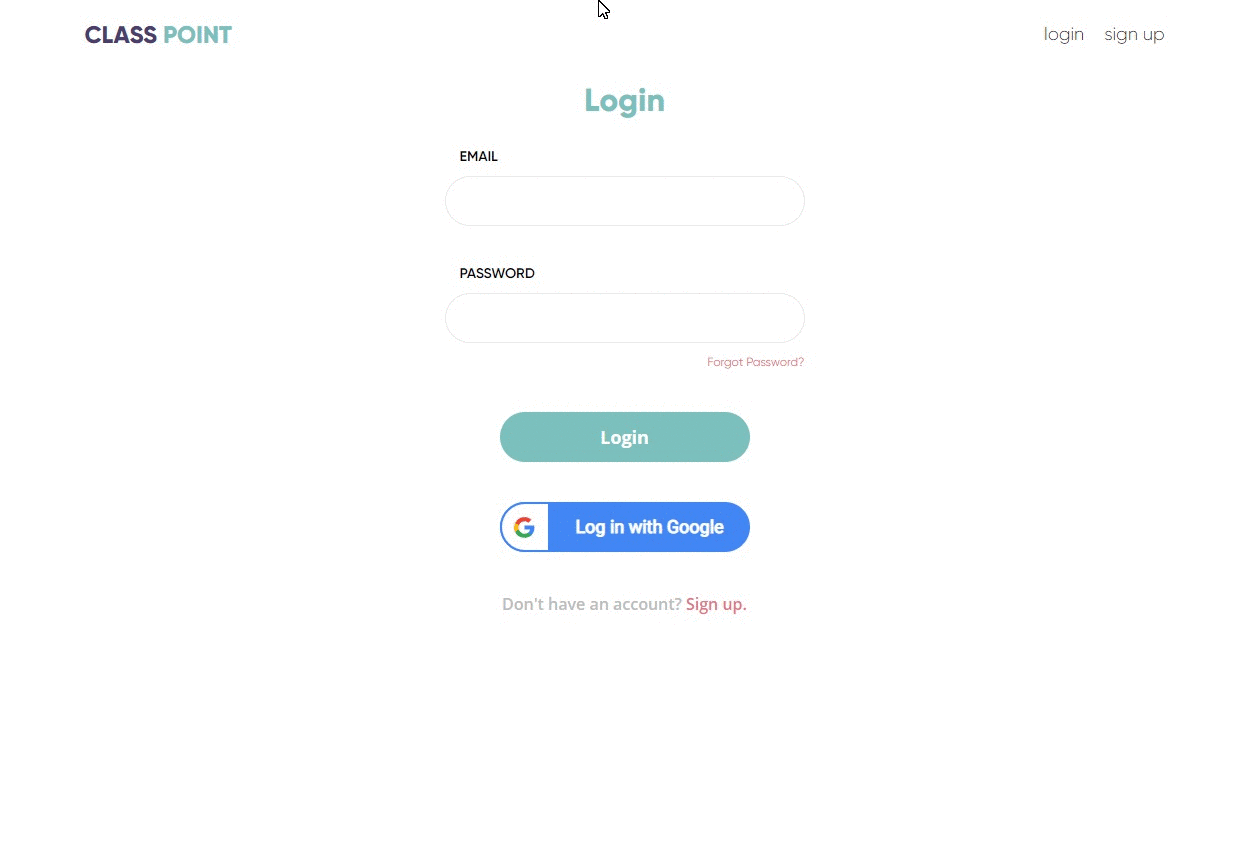 CLASS POINT
login sign up
Login
EMAIL
PASSWORD
Forgot Password?
Login
G Log in with Google
Don't have an account? Sign up.